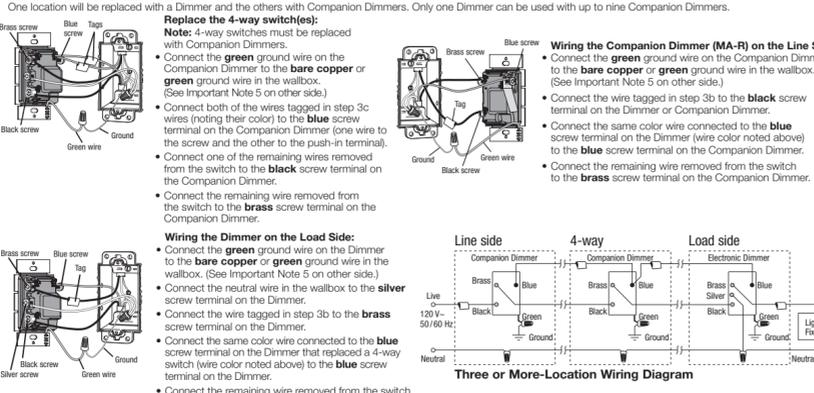 One location will be replaced with a Dimmer and the others with Companion Dimmers. Only one Dimmer can be used with up to nine Companion Dimmers.
Brass screw
Blue
screw
Tags
Black screw
Green wire
Ground
Replace the 4-way switch(es):
Note: 4-way switches must be replaced
with Companion Dimmers.
• Connect the green ground wire on the
Companion Dimmer to the bare copper or
green ground wire in the wallbox.
(See Important Note 5 on other side.)
• Connect both of the wires tagged in step 3c
wires (noting their color) to the blue screw
terminal on the Companion Dimmer (one wire to
the screw and the other to the push-in terminal).
• Connect one of the remaining wires removed
from the switch to the black screw terminal on
the Companion Dimmer.
• Connect the remaining wire removed from
the switch to the brass screw terminal on the
Companion Dimmer.
Brass screw
Blue screw
Tag
Black screw
Silver screw
Green wire
Ground
Wiring the Dimmer on the Load Side:
• Connect the green ground wire on the Dimmer
to the bare copper or green ground wire in the
wallbox. (See Important Note 5 on other side.)
• Connect the neutral wire in the wallbox to the silver
screw terminal on the Dimmer.
• Connect the wire tagged in step 3b to the brass
screw terminal on the Dimmer.
• Connect the same color wire connected to the blue
screw terminal on the Dimmer that replaced a 4-way
switch (wire color noted above) to the blue screw
terminal on the Dimmer.
• Connect the remaining wire removed from the switch
Brass screw
Blue screw
Tag
Ground
Black screw
Green wire
Wiring the Companion Dimmer (MA-R) on the Line S
• Connect the green ground wire on the Companion Dimm
to the bare copper or green ground wire in the wallbox.
(See Important Note 5 on other side.)
• Connect the wire tagged in step 3b to the black screw
terminal on the Dimmer or Companion Dimmer.
• Connect the same color wire connected to the blue
screw terminal on the Dimmer (wire color noted above)
to the blue screw terminal on the Companion Dimmer.
• Connect the remaining wire removed from the switch
to the brass screw terminal on the Companion Dimmer.
Line side
4-way
Load side
Companion Dimmer
Companion Dimmer
Electronic Dimmer
Brass
Blue
Black
Green
Ground
Brass
Blue
Black
Green
Ground
Brass
Silver
Blue
Black
Green
Ground
Live
120 V~
50/60 Hz
Neutral
Lig
Fix
Neutral
Three or More-Location Wiring Diagram